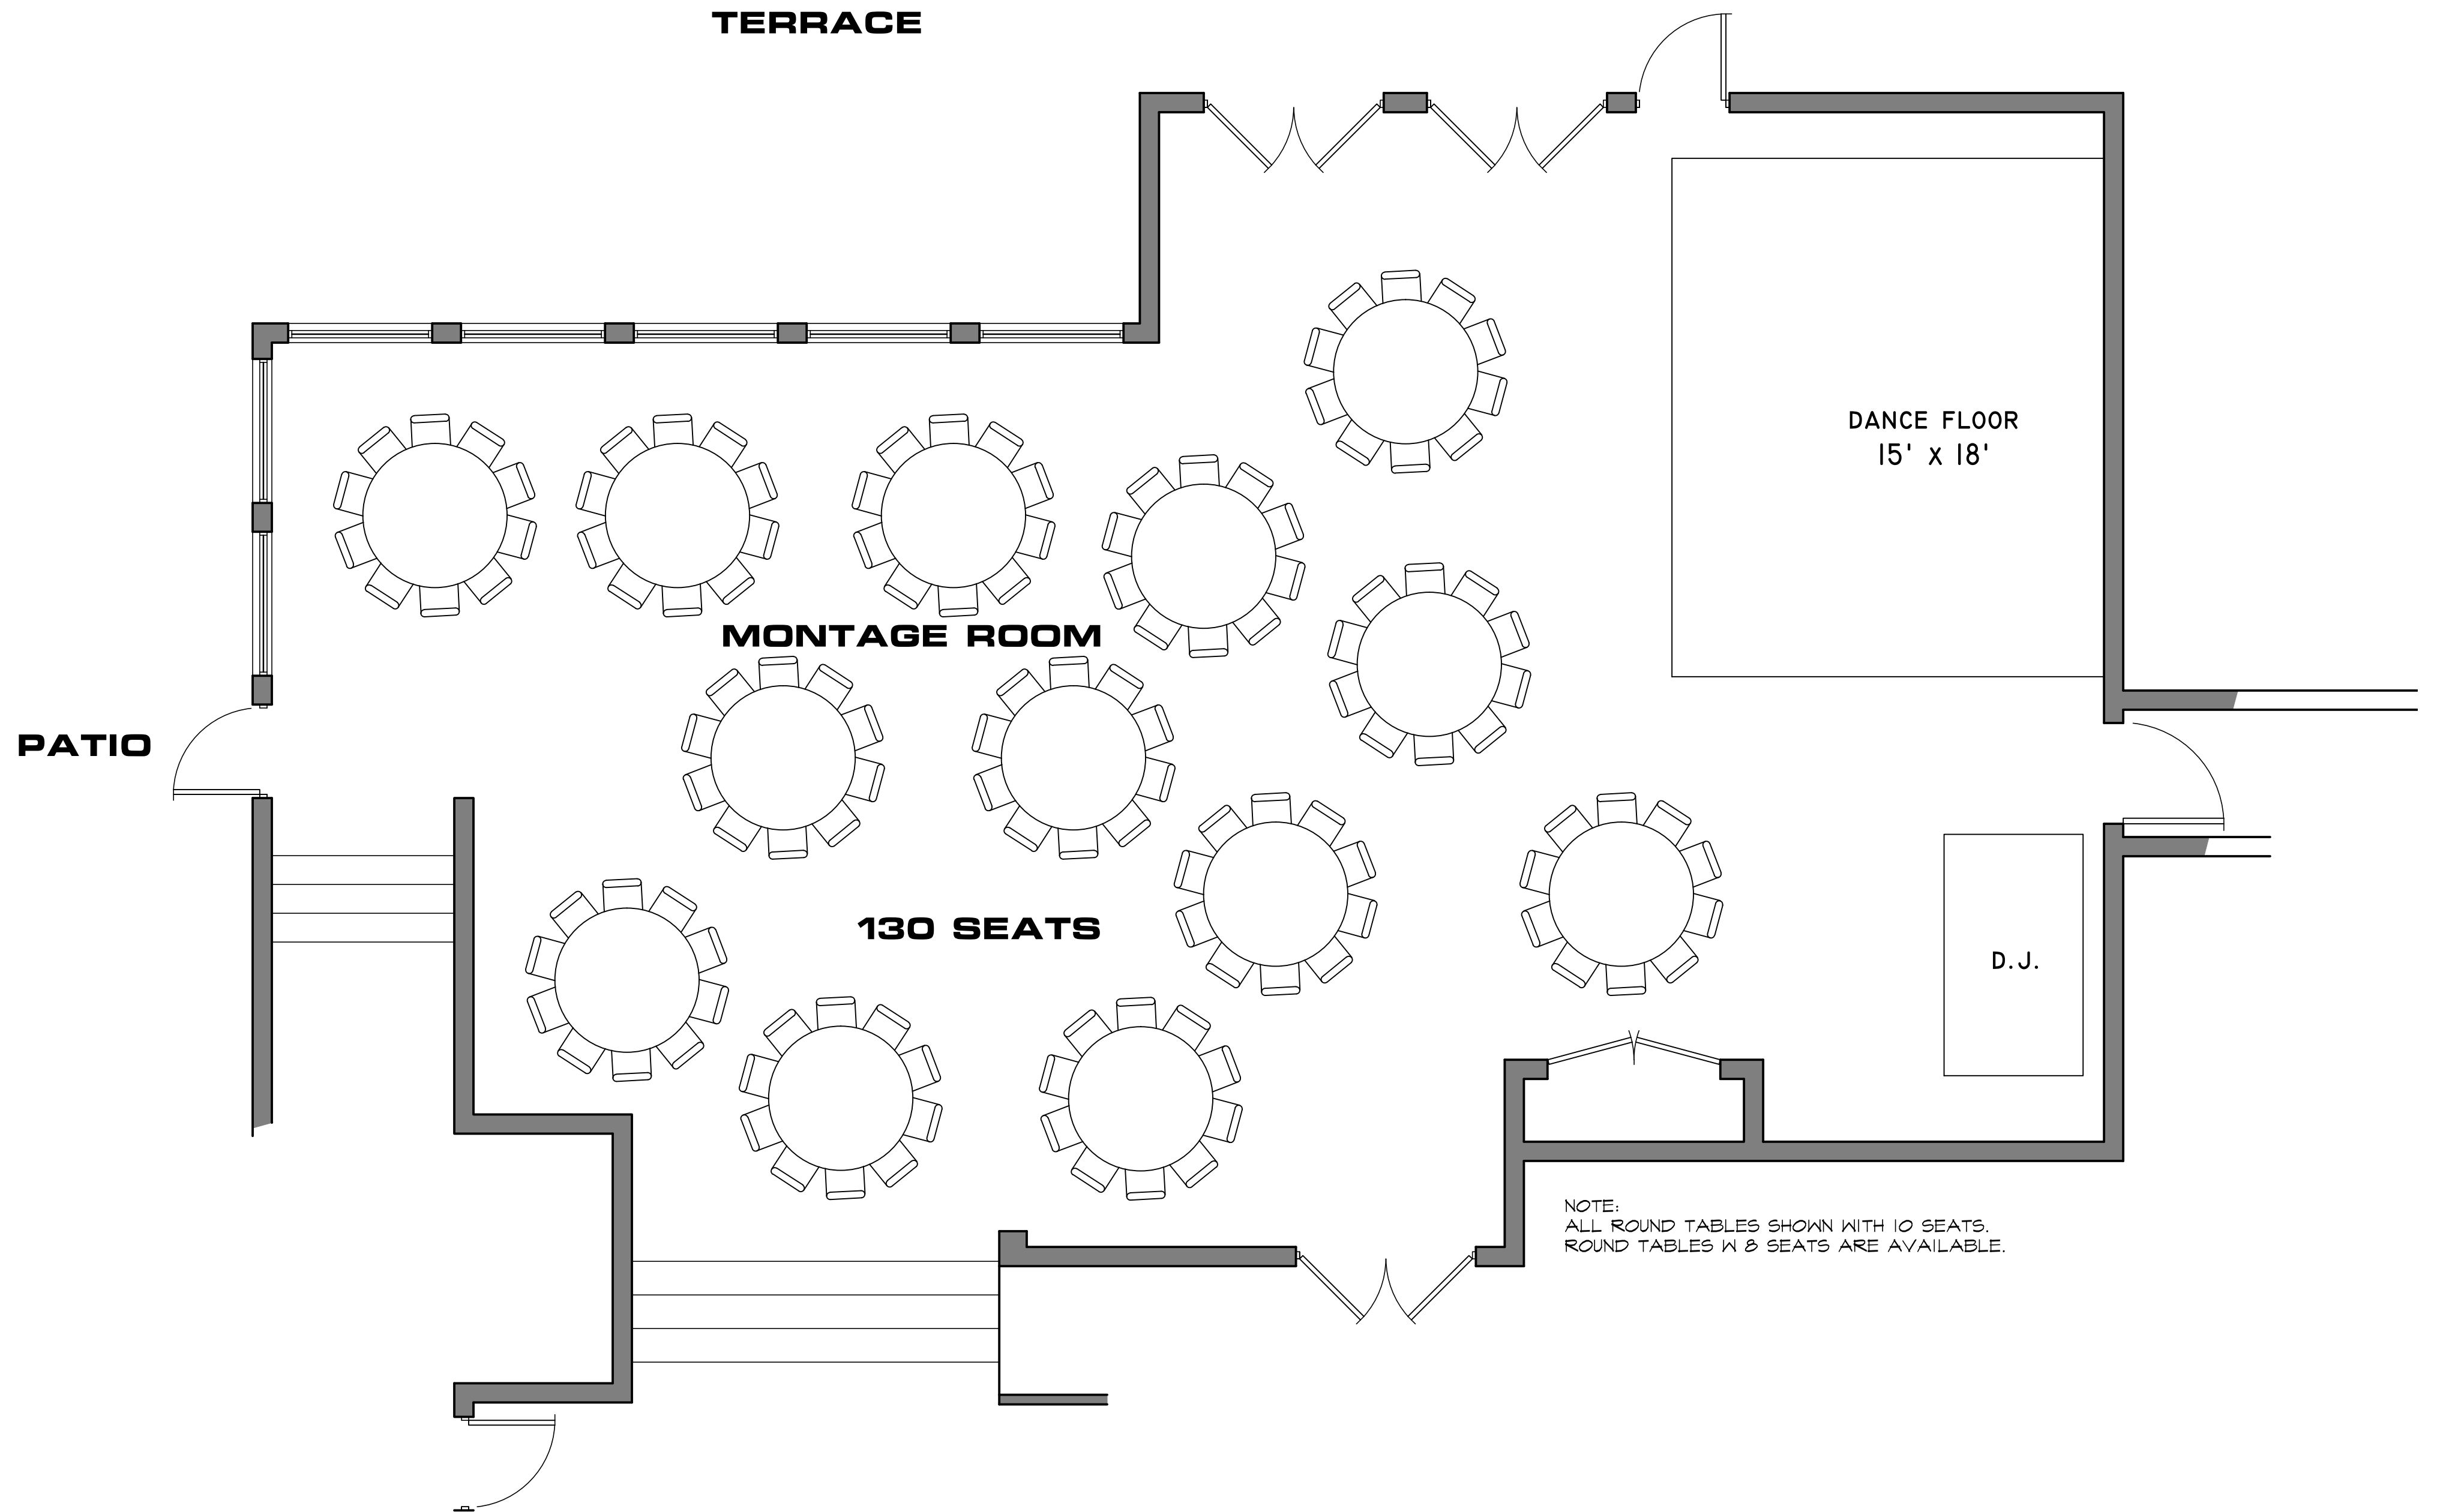 TERRACE
DANCE FLOOR
15' X 18'
MONTAGE ROOM
PATIO
130 SEATS
D.J.
NOTE:
ALL ROUND TABLES SHOWN WITH 10 SEATS.
ROUND TABLES W 8 SEATS ARE AVAILABLE.